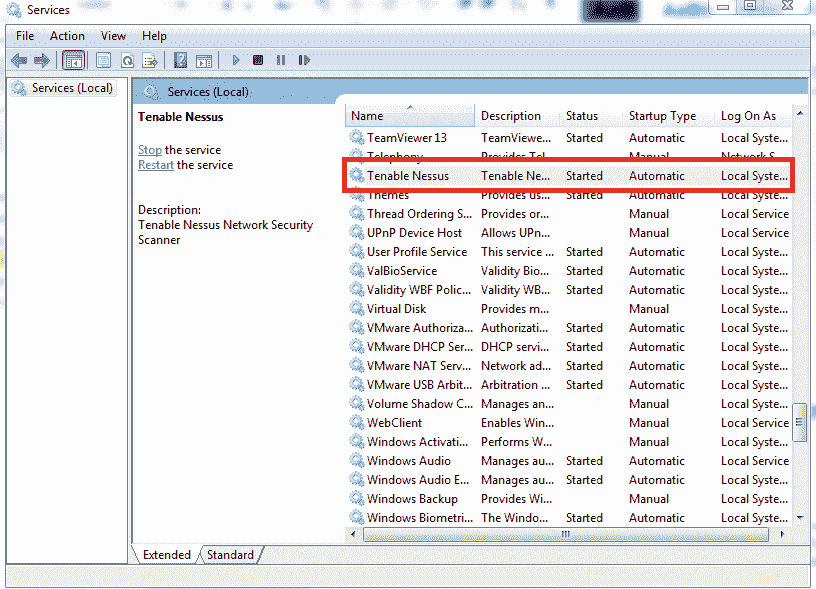 Services
File Action View Help
Services (Local)
Services (Local)
Tenable Nessus
Stop the service
Restart the service
Description:
Tenable Nessus Network Security
Scanner
Name Description Status Startup Type Log On As
TeamViewer 13 TeamViewe... Started Automatic Local Syste...
Telephony Provides Tel... Manual Network S...
Tenable Nessus Tenable Ne... Started Automatic Local Syste...
Themes Provides us... Started Automatic Local Syste...
Thread Ordering S... Provides or... Manual Local Service
UPnP Device Host Allows UPn... Manual Local Service
User Profile Service This service ... Started Automatic Local Syste...
ValBioService Validity Bio... Started Automatic Local Syste...
Validity WBF Polic... Validity WB... Started Automatic Local Syste...
Virtual Disk Provides m... Manual Local Syste...
VMware Authoriza... Authorizati... Started Automatic Local Syste...
VMware DHCP Ser... DHCP servi... Started Automatic Local Syste...
VMware NAT Serv... Network ad... Started Automatic Local Syste...
VMware USB Arbit... Arbitration ... Started Automatic Local Syste...
Volume Shadow C... Manages an... Manual Local Syste...
WebClient Enables Win... Manual Local Service
Windows Activati... Performs W... Manual Local Syste...
Windows Audio Manages au... Started Automatic Local Service
Windows Audio E... Manages au... Started Automatic Local Syste...
Windows Backup Provides Wi... Manual Local Syste...
Windows Biometri... The Windo... Started Automatic Local Syste...
Extended Standard